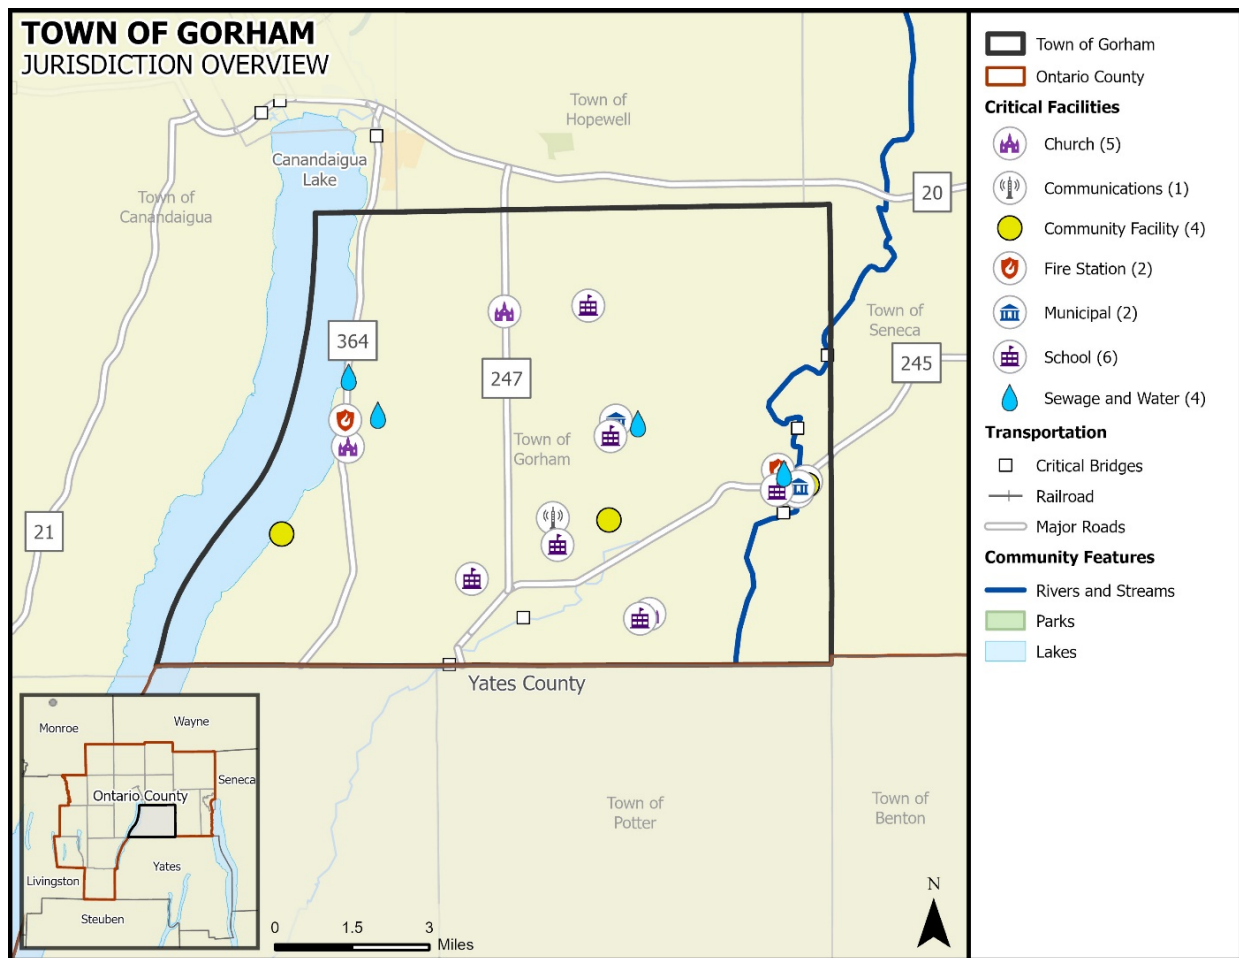 TOWN OF GORHAM
JURISDICTION OVERVIEW
Town of
Hopewell
Canandaigua
Lake
Town of
Canandaigua
20
Town of
Seneca
364
247
245
Town of
Gorham
21
Yates County
Town of
Potter
Town of
Benton
Monroe
Wayne
Seneca
Ontario County
Yates
Livingston
Steuben
0 1.5 3
Miles
N
Town of Gorham
Ontario County
Critical Facilities
Church (5)
Communications (1)
Community Facility (4)
Fire Station (2)
Municipal (2)
School (6)
Sewage and Water (4)
Transportation
Critical Bridges
Railroad
Major Roads
Community Features
Rivers and Streams
Parks
Lakes